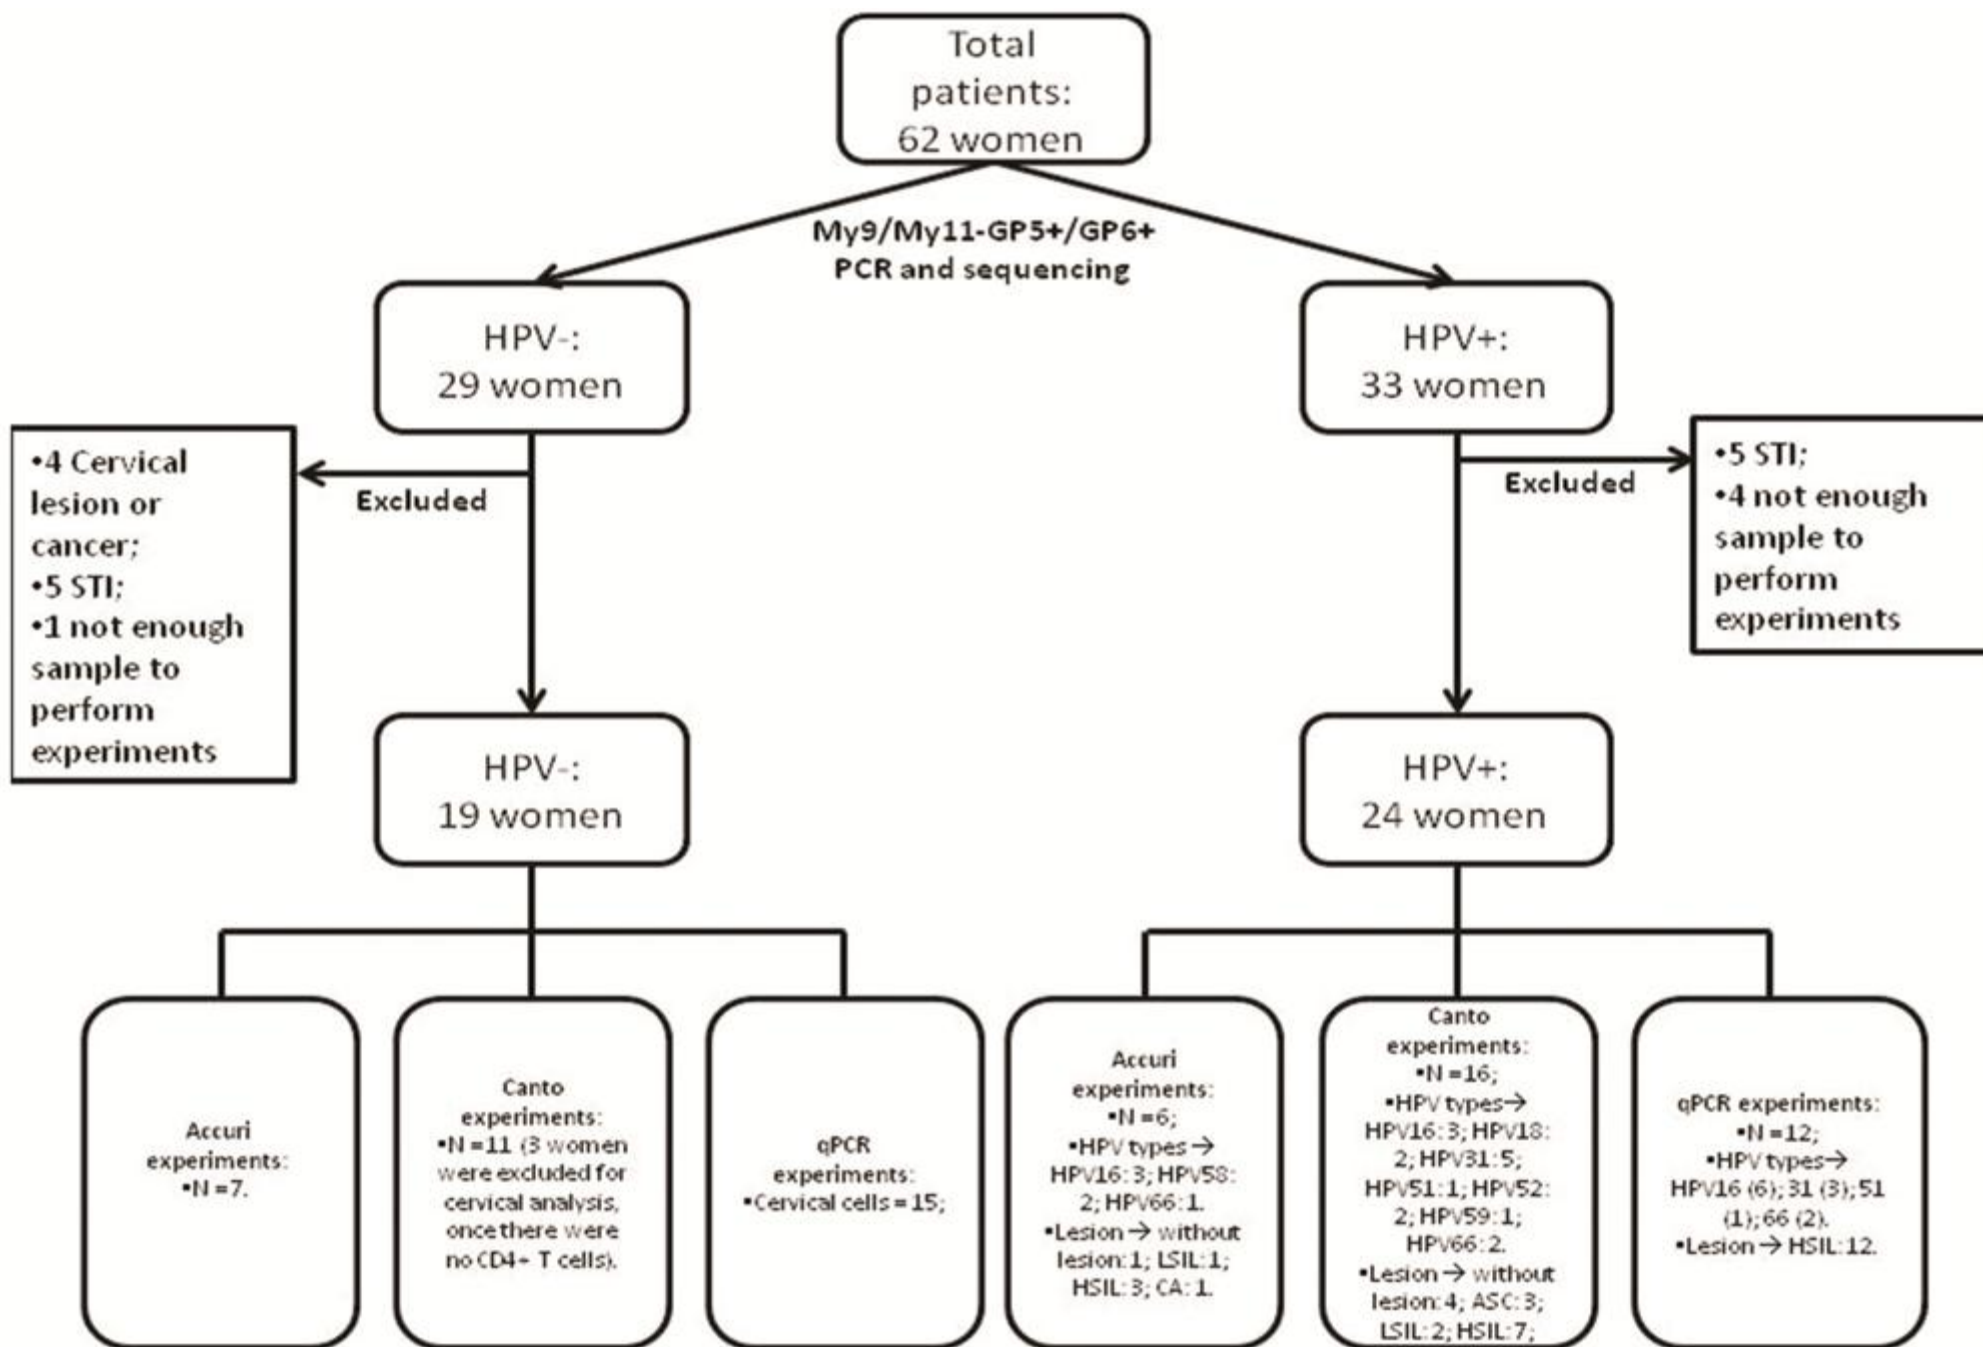 Total
patients:
62 women
My9/My11-GP5+/GP6+
PCR and sequencing
HPV-:
29 women
HPV+:
33 women
•4 Cervical
lesion or
cancer;
•5 STI;
•1 not enough
sample to
perform
experiments
Excluded
Excluded
•5 STI;
•4 not enough
sample to
perform
experiments
HPV-:
19 women
HPV+:
24 women
Accuri
experiments:
▪N =7.
Canto
experiments:
▪N =11 (3 women
were excluded for
cervical analysis,
once there were
no CD4+ T cells).
qPCR
experiments:
▪Cervical cells = 15;
Accuri
experiments:
▪N =6;
▪HPV types →
HPV16: 3; HPV58:
2; HPV66: 1.
▪Lesion → without
lesion: 1; LSIL: 1;
HSIL: 3; CA: 1.
Canto
experiments:
▪N =16;
▪HPV types→
HPV16: 3; HPV18:
2; HPV31: 5;
HPV51: 1; HPV52:
2; HPV59: 1;
HPV66: 2.
▪Lesion → without
lesion: 4; ASC: 3;
LSIL: 2; HSIL: 7;
qPCR experiments:
▪N =12;
▪HPV types→
HPV16 (6); 31 (3); 51
(1); 66 (2).
▪Lesion → HSIL: 12.